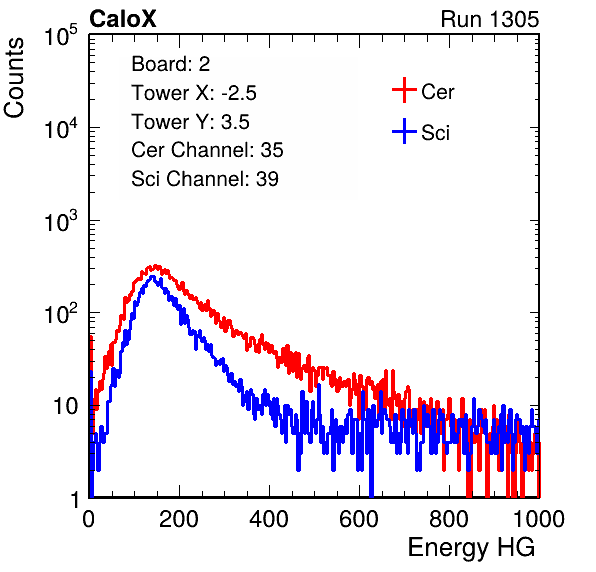 CaloX Run 1305
Counts
10^5
10^4
10^3
10^2
10
1
Board: 2
Tower X: -2.5
Tower Y: 3.5
Cer Channel: 35
Sci Channel: 39
Cer
Sci
0 200 400 600 800 1000
Energy HG